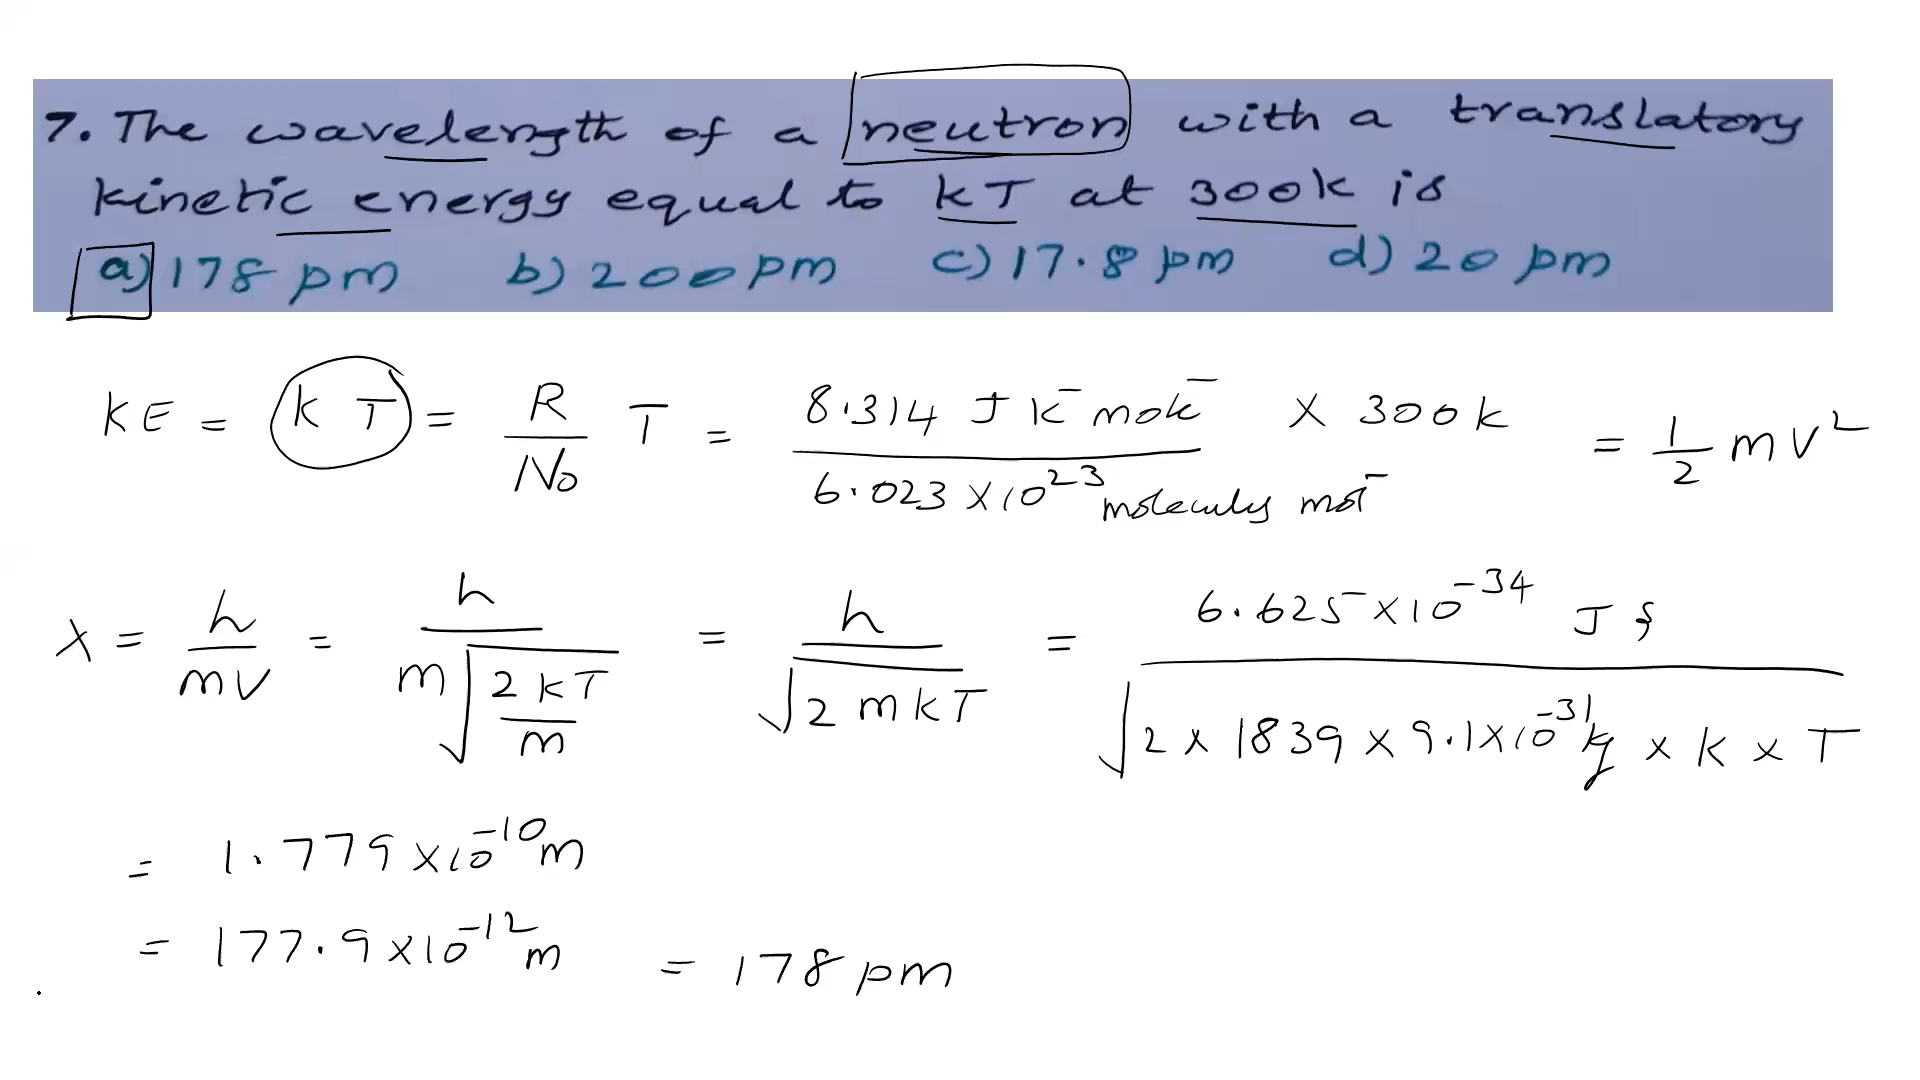 7. The wavelength of a neutron with a translatory
kinetic energy equal to kT at 300k is
a) 178 pm b) 200 pm c) 17.8 pm d) 20 pm
KE = kT = R/No T = 8.314 J K⁻ mol⁻ / 6.023 × 10²³ molecules mol⁻ × 300k = 1/2 mv²
λ = h/mv = h / m√(2kT/m) = h / √2mkT = 6.625 × 10⁻³⁴ Js / √2 × 1839 × 9.1 × 10⁻³¹ kg × k × T
= 1.779 × 10⁻¹⁰ m
= 177.9 × 10⁻¹² m = 178 pm